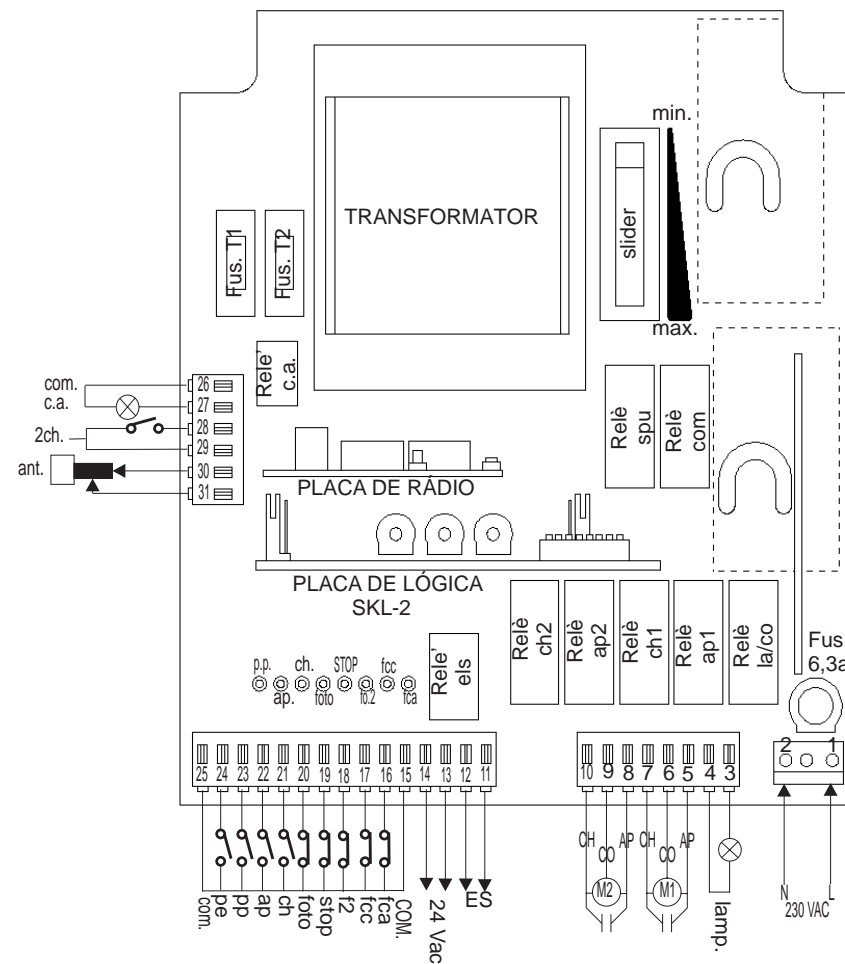 min.
TRANSFORMATOR
slider
Fus. T1
Fus. T2
max.
Rele'
c.a.
com.
c.a.
2ch.
ant.
26
27
28
29
30
31
Relè
spu
Relè
com
PLACA DE RÁDIO
PLACA DE LÓGICA
SKL-2
Relè
ch2
Relè
ap2
Relè
ch1
Relè
ap1
Relè
la/co
Fus
6,3a
p.p.
ap.
ch.
foto
STOP
fo.2
fcc
fca
Rele'
els
2 1
25 24 23 22 21 20 19 18 17 16 15 14 13 12 11
10 9 8 7 6 5 4 3
CH CO AP
M2
CH CO AP
M1
N L
230 VAC
com. pe pp ap ch foto stop f2 fcc fca COM.
24 Vac
ES
lamp.